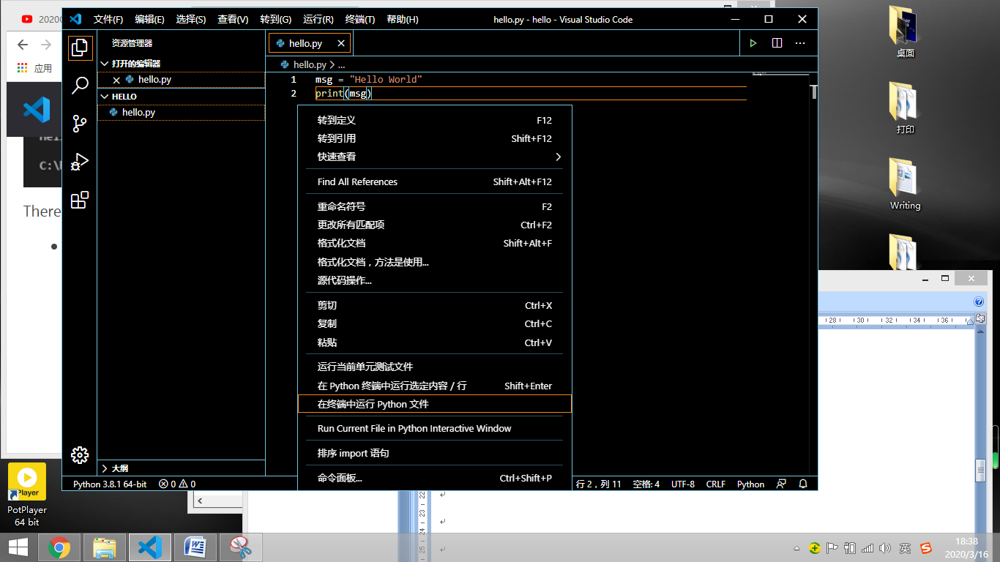 2020
文件(F) 编辑(E) 选择(S) 查看(V) 转到(G) 运行(R) 终端(T) 帮助(H) hello.py - hello - Visual Studio Code
资源管理器
hello.py
打开的编辑器
hello.py > ...
hello.py
HELLO
hello.py
1 msg = "Hello World"
2 print(msg)
转到定义 F12
转到引用 Shift+F12
快速查看
Find All References Shift+Alt+F12
重命名符号 F2
更改所有匹配项 Ctrl+F2
格式化文档 Shift+Alt+F
格式化文档，方法是使用...
源代码操作...
剪切 Ctrl+X
复制 Ctrl+C
粘贴 Ctrl+V
运行当前单元测试文件
在 Python 终端中运行选定内容 / 行 Shift+Enter
在终端中运行 Python 文件
Run Current File in Python Interactive Window
排序 import 语句
命令面板... Ctrl+Shift+P
大纲
Python 3.8.1 64-bit 0 0
行 2，列 11 空格: 4 UTF-8 CRLF Python
应用
C:\
There
桌面
打印
Writing
28 30 32 34 36
22
23
24
25
Player
PotPlayer
64 bit
英
18:38
2020/3/16